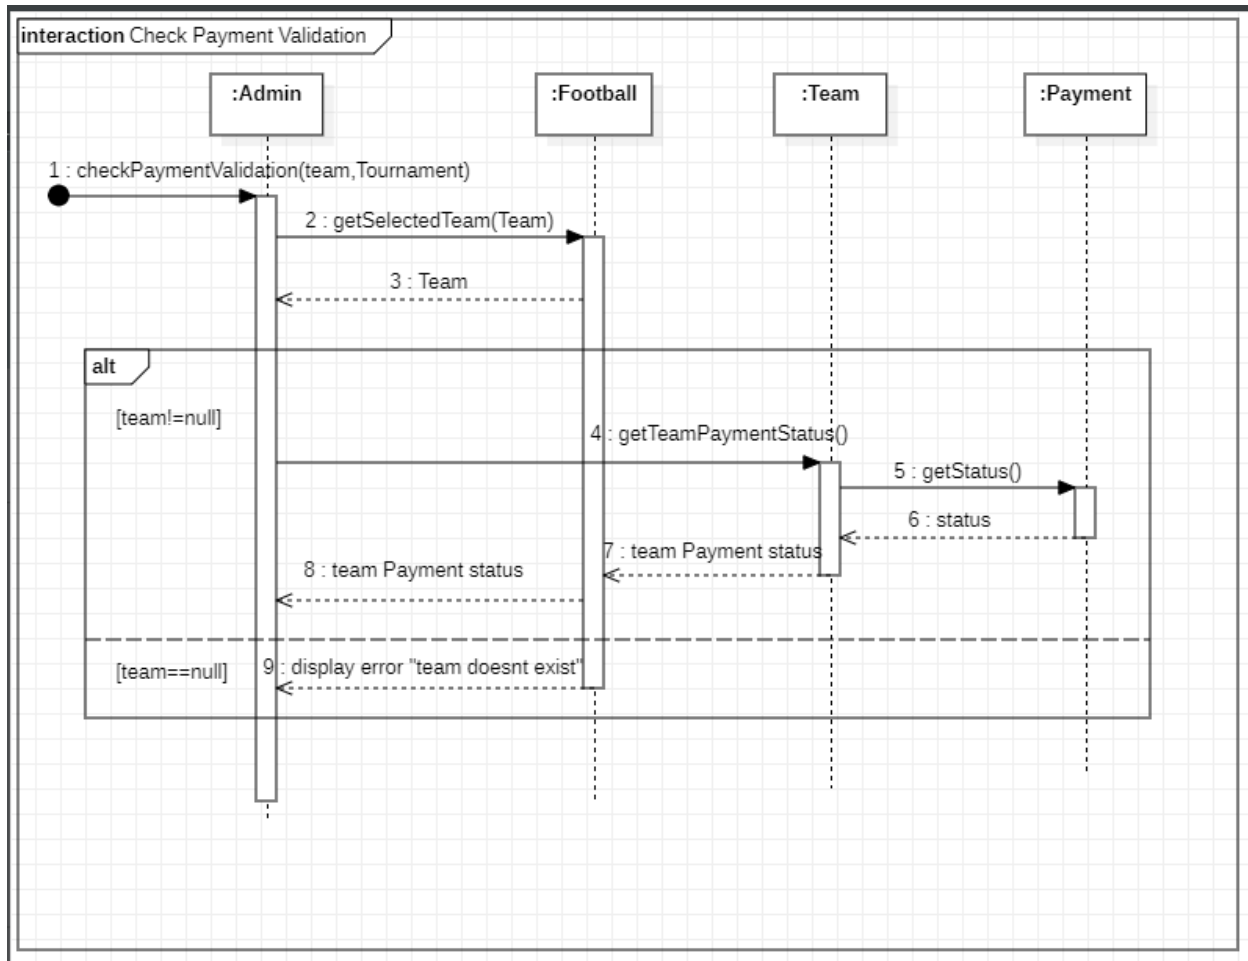 interaction Check Payment Validation
:Admin
:Football
:Team
:Payment
1 : checkPaymentValidation(team,Tournament)
2 : getSelectedTeam(Team)
3 : Team
alt
[team!=null]
4 : getTeamPaymentStatus()
5 : getStatus()
6 : status
7 : team Payment status
8 : team Payment status
[team==null]
9 : display error "team doesnt exist"